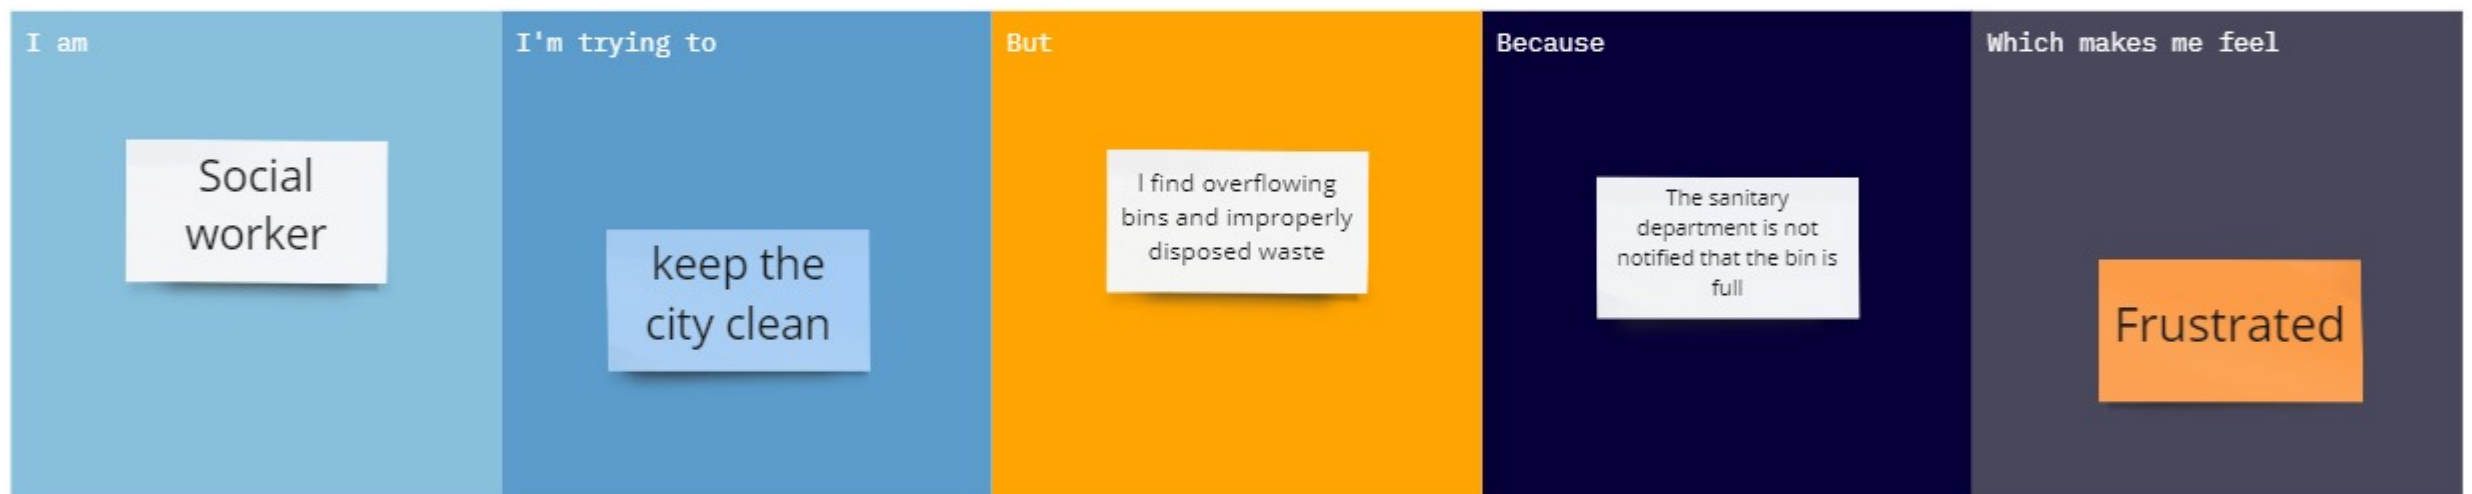 I am
Social
worker
I'm trying to
keep the
city clean
But
I find overflowing
bins and improperly
disposed waste
Because
The sanitary
department is not
notified that the bin is
full
Which makes me feel
Frustrated